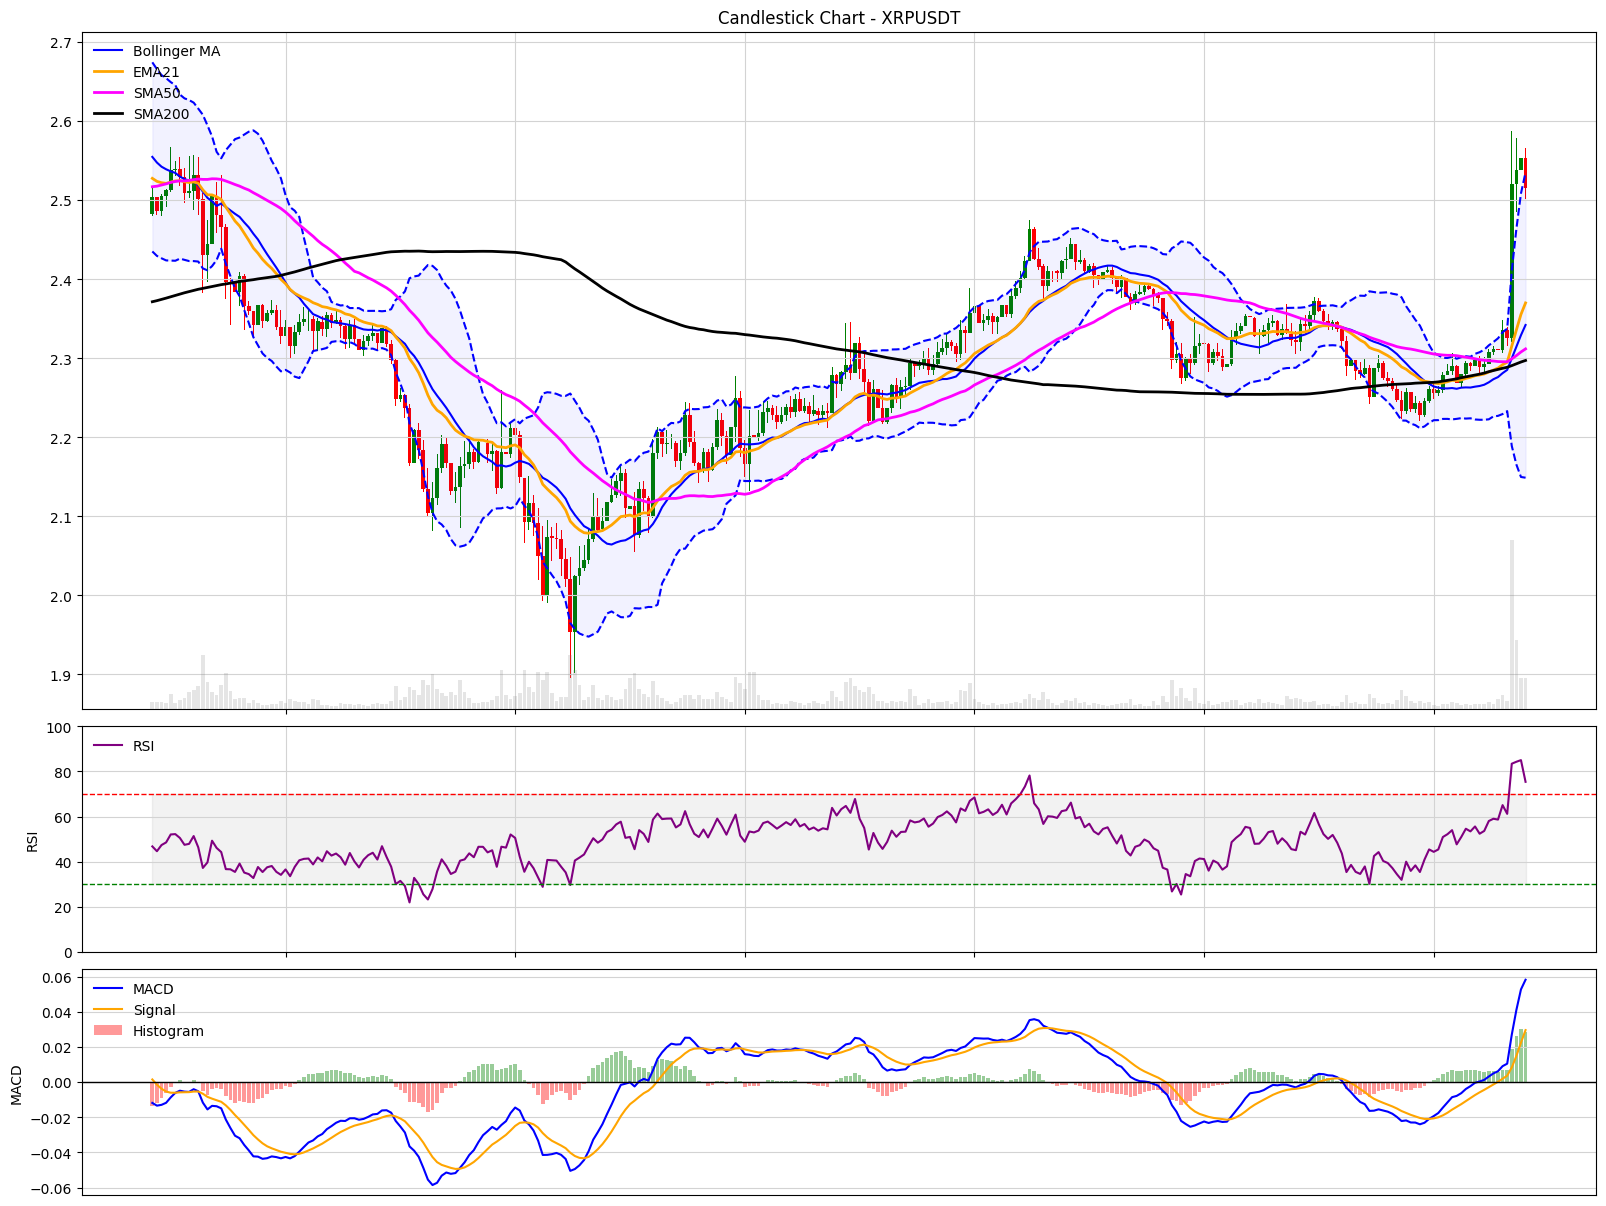 Candlestick Chart - XRPUSDT
Bollinger MA
EMA21
SMA50
SMA200
2.7
2.6
2.5
2.4
2.3
2.2
2.1
2.0
1.9
RSI
100
80
60
40
20
0
RSI
MACD
Signal
Histogram
0.06
0.04
0.02
0.00
−0.02
−0.04
−0.06
MACD